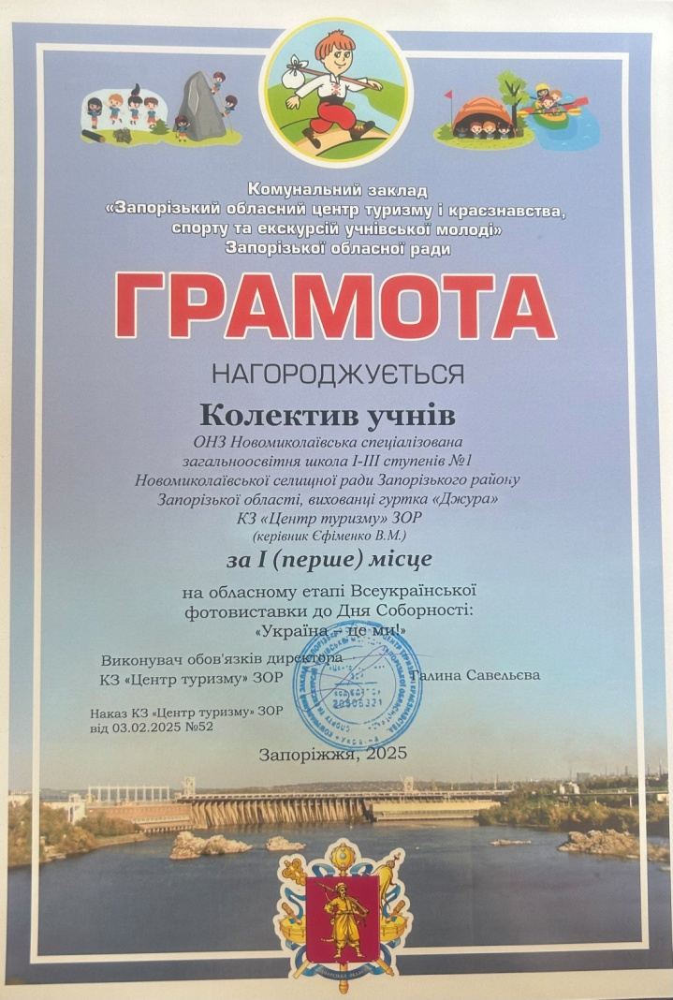 Комунальний заклад
«Запорізький обласний центр туризму і краєзнавства,
спорту та екскурсій учнівської молоді»
Запорізької обласної ради
ГРАМОТА
НАГОРОДЖУЄТЬСЯ
Колектив учнів
ОНЗ Новомиколаївська спеціалізована
загальноосвітня школа І-ІІІ ступенів №1
Новомиколаївської селищної ради Запорізького району
Запорізької області, вихованці гуртка «Джура»
КЗ «Центр туризму» ЗОР
(керівник Єфіменко В.М.)
за І (перше) місце
на обласному етапі Всеукраїнської
фотовиставки до Дня Соборності:
«Україна – це ми!»
Виконувач обов'язків директора
КЗ «Центр туризму» ЗОР Галина Савельєва
Наказ КЗ «Центр туризму» ЗОР
від 03.02.2025 №52
Запоріжжя, 2025